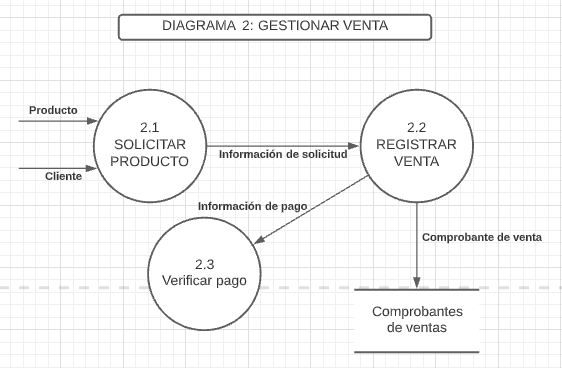 DIAGRAMA 2: GESTIONAR VENTA
Producto
Cliente
2.1
SOLICITAR
PRODUCTO
Información de solicitud
2.2
REGISTRAR
VENTA
Información de pago
2.3
Verificar pago
Comprobante de venta
Comprobantes
de ventas